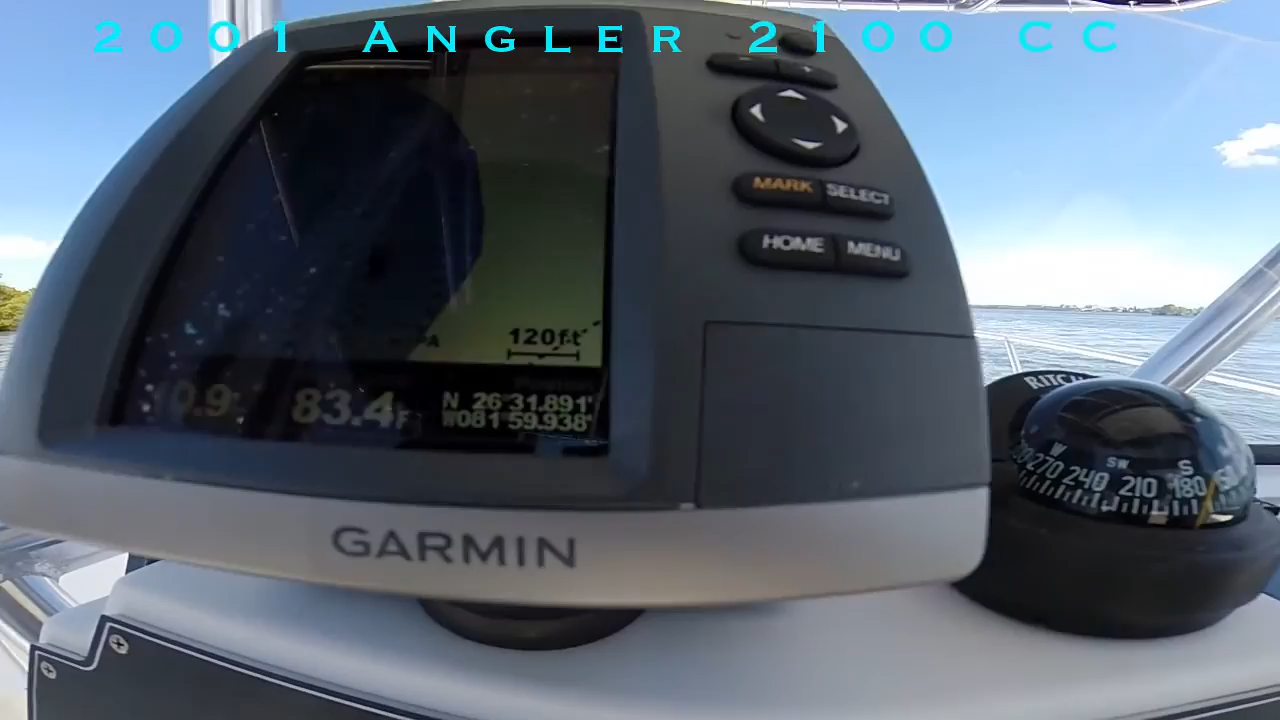 2001 Angler 2100 CC
- +
MARK SELECT
HOME MENU
120ft
83.4F
N 26°31.891'
W081°59.938'
GARMIN
W SW S
270 240 210 180